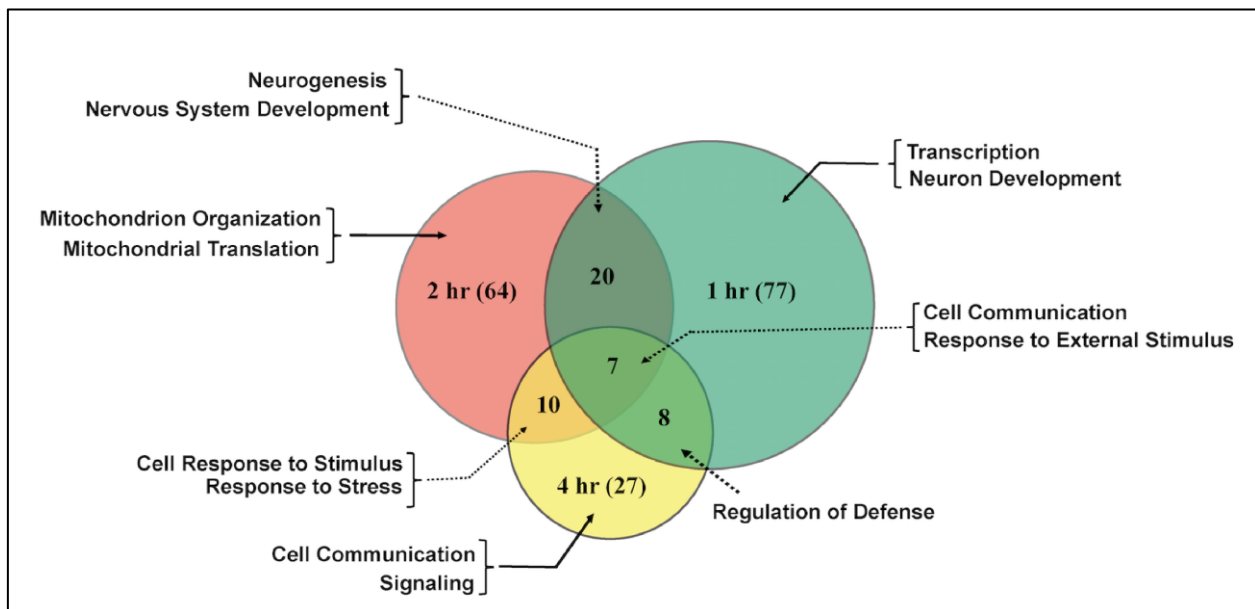 Neurogenesis
Nervous System Development
Transcription
Neuron Development
Mitochondrion Organization
Mitochondrial Translation
2 hr (64)
20
1 hr (77)
Cell Communication
Response to External Stimulus
7
10
8
Cell Response to Stimulus
Response to Stress
4 hr (27)
Regulation of Defense
Cell Communication
Signaling